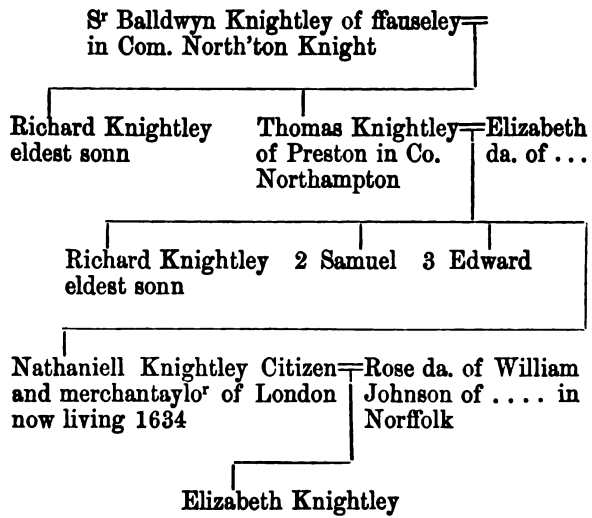 Sʳ Balldwyn Knightley of ffauseley
in Com. North'ton Knight
Richard Knightley
eldest sonn
Thomas Knightley
of Preston in Co.
Northampton
Elizabeth
da. of ...
Richard Knightley
eldest sonn
2 Samuel
3 Edward
Nathaniell Knightley Citizen
and merchantayloʳ of London
now living 1634
Rose da. of William
Johnson of .... in
Norffolk
Elizabeth Knightley